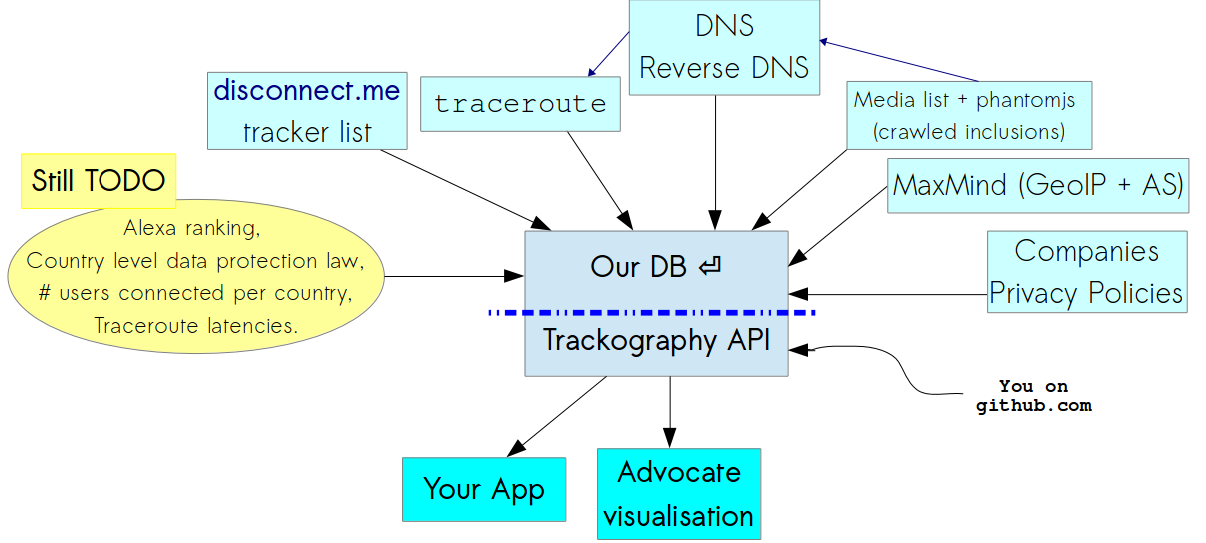 DNS
Reverse DNS
disconnect.me
tracker list
traceroute
Media list + phantomjs
(crawled inclusions)
MaxMind (GeoIP + AS)
Still TODO
Alexa ranking,
Country level data protection law,
# users connected per country,
Traceroute latencies.
Our DB ⏎
Companies
Privacy Policies
Trackography API
You on
github.com
Your App
Advocate
visualisation